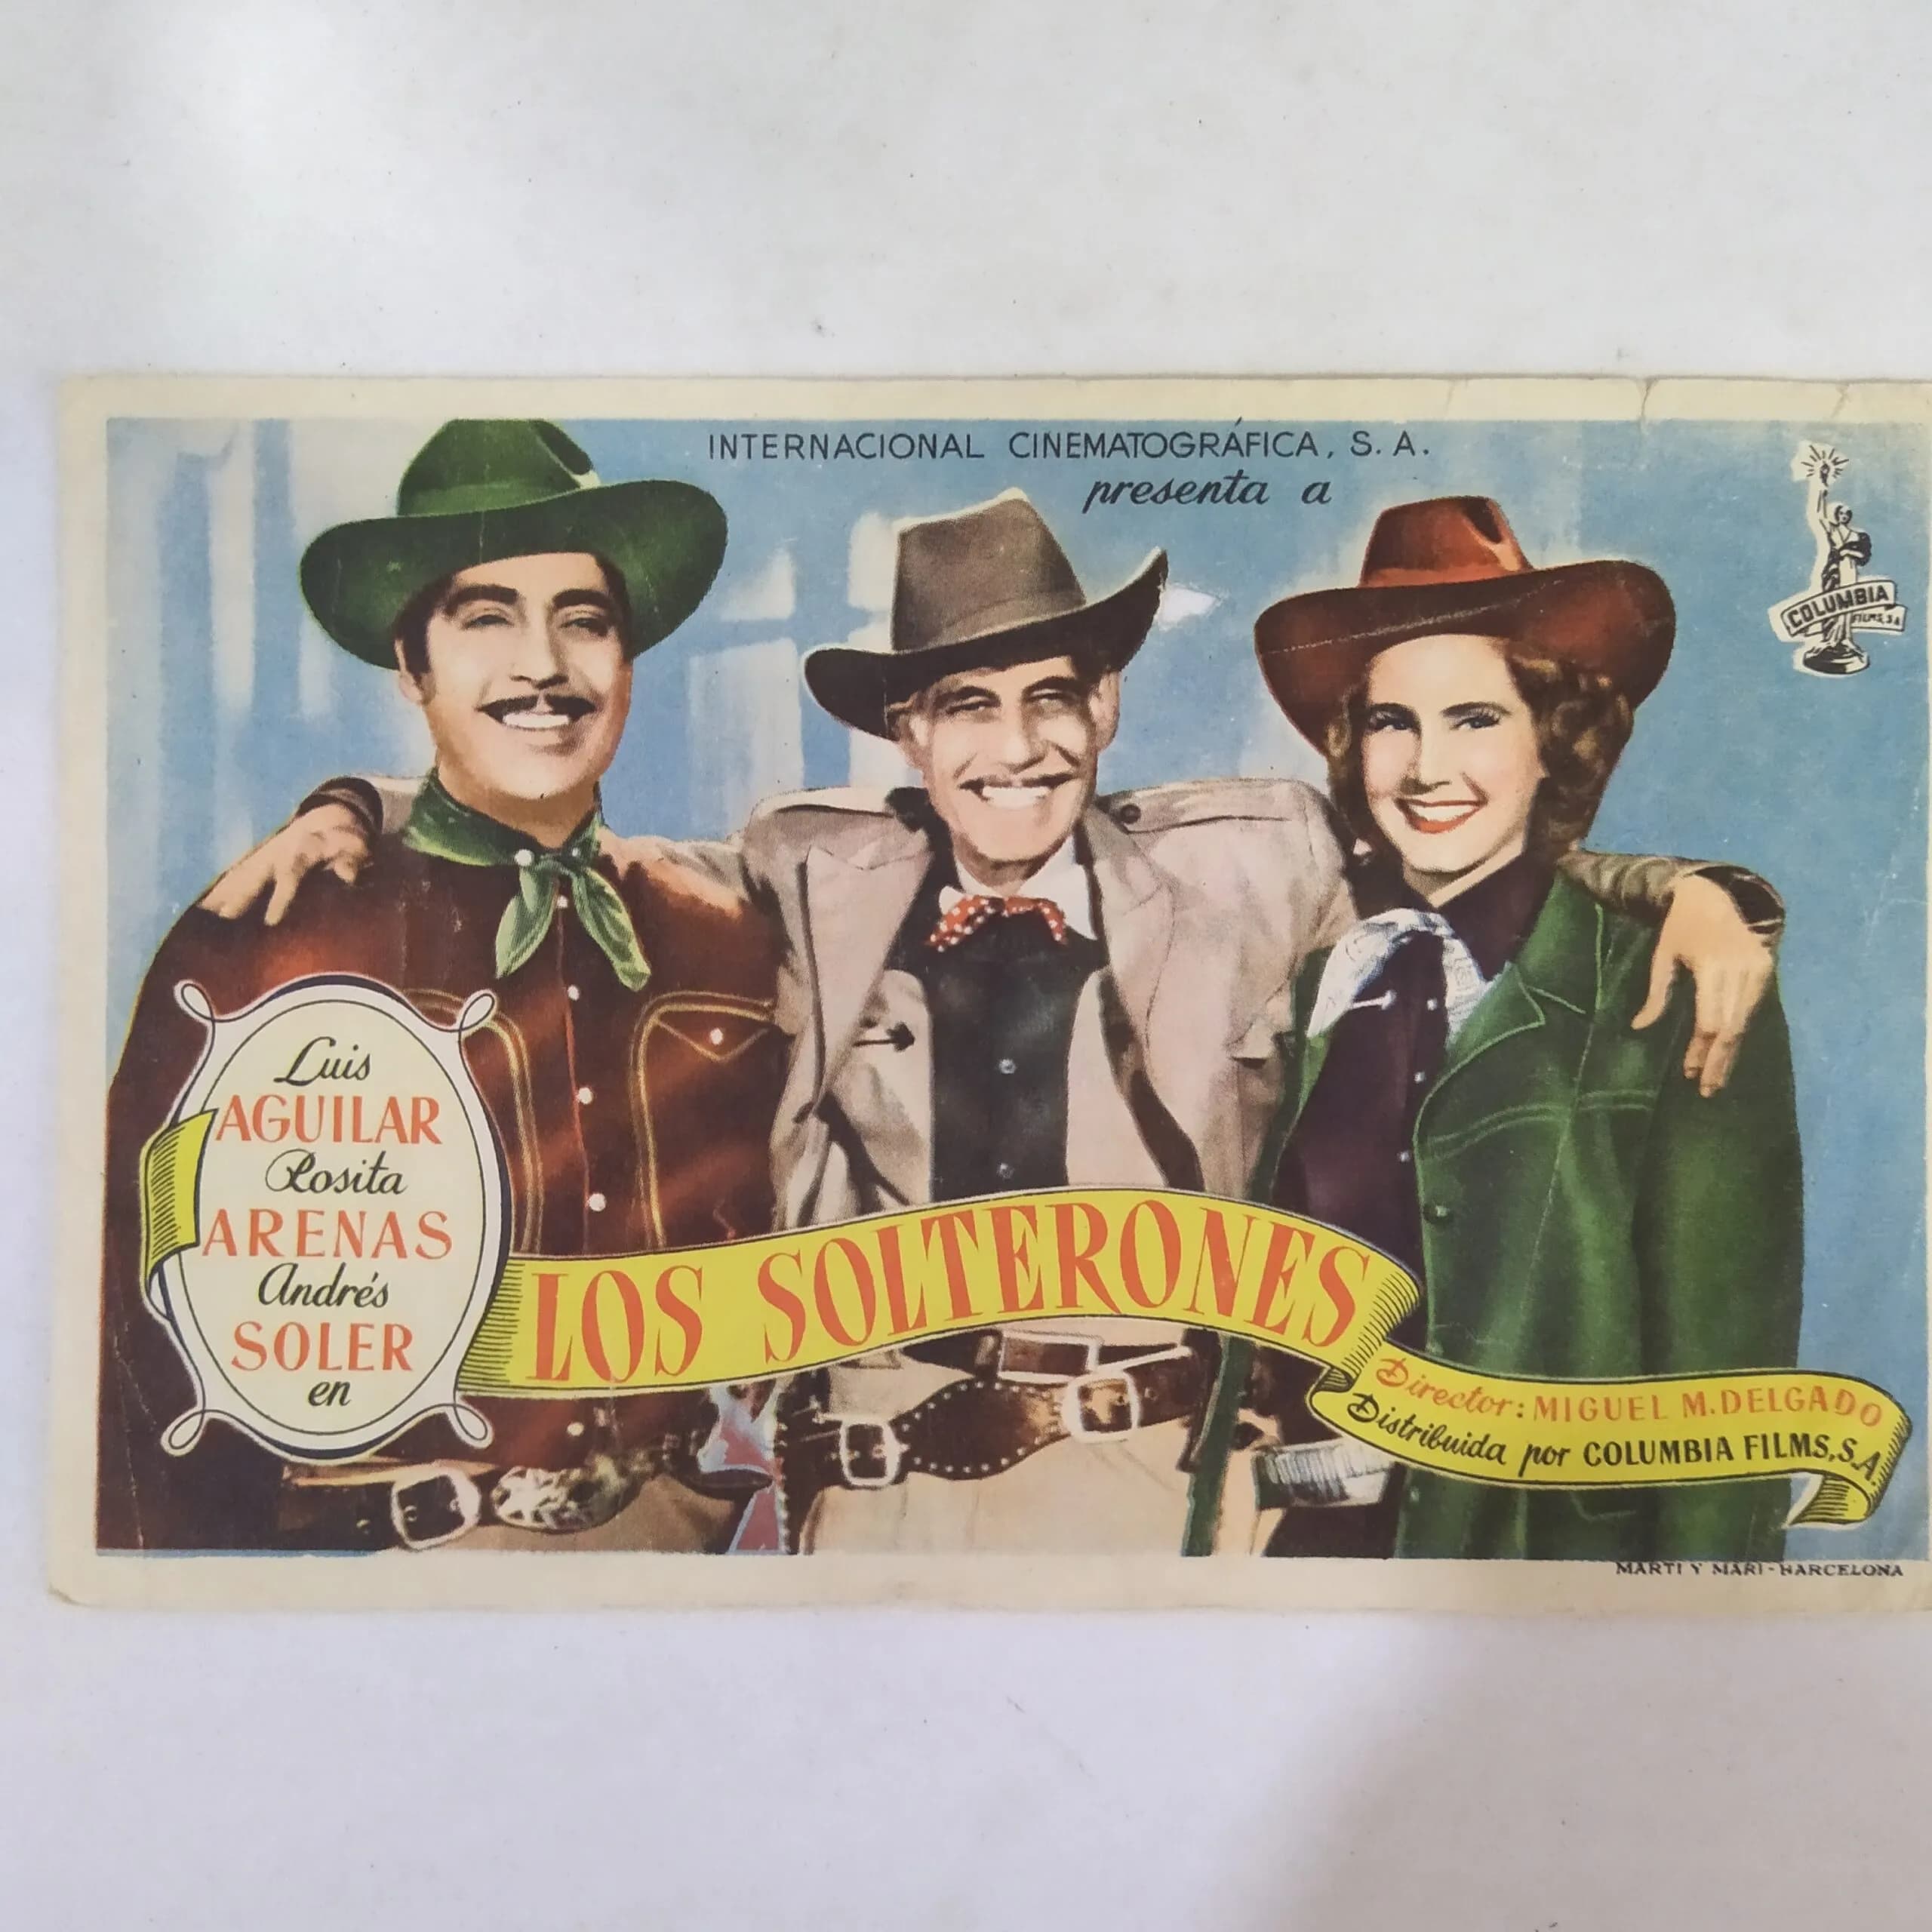 INTERNACIONAL CINEMATOGRÁFICA, S. A.
presenta a
COLUMBIA
FILMS, S.A.
Luis
AGUILAR
Rosita
ARENAS
Andrés
SOLER
en
LOS SOLTERONES
Director: MIGUEL M. DELGADO
Distribuida por COLUMBIA FILMS, S.A.
MARTI Y MARI - BARCELONA